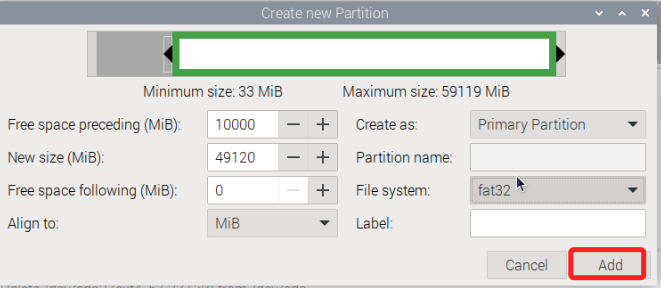 Create new Partition
Minimum size: 33 MiB Maximum size: 59119 MiB
Free space preceding (MiB): 10000 Create as: Primary Partition
New size (MiB): 49120 Partition name:
Free space following (MiB): 0 File system: fat32
Align to: MiB Label:
Cancel Add